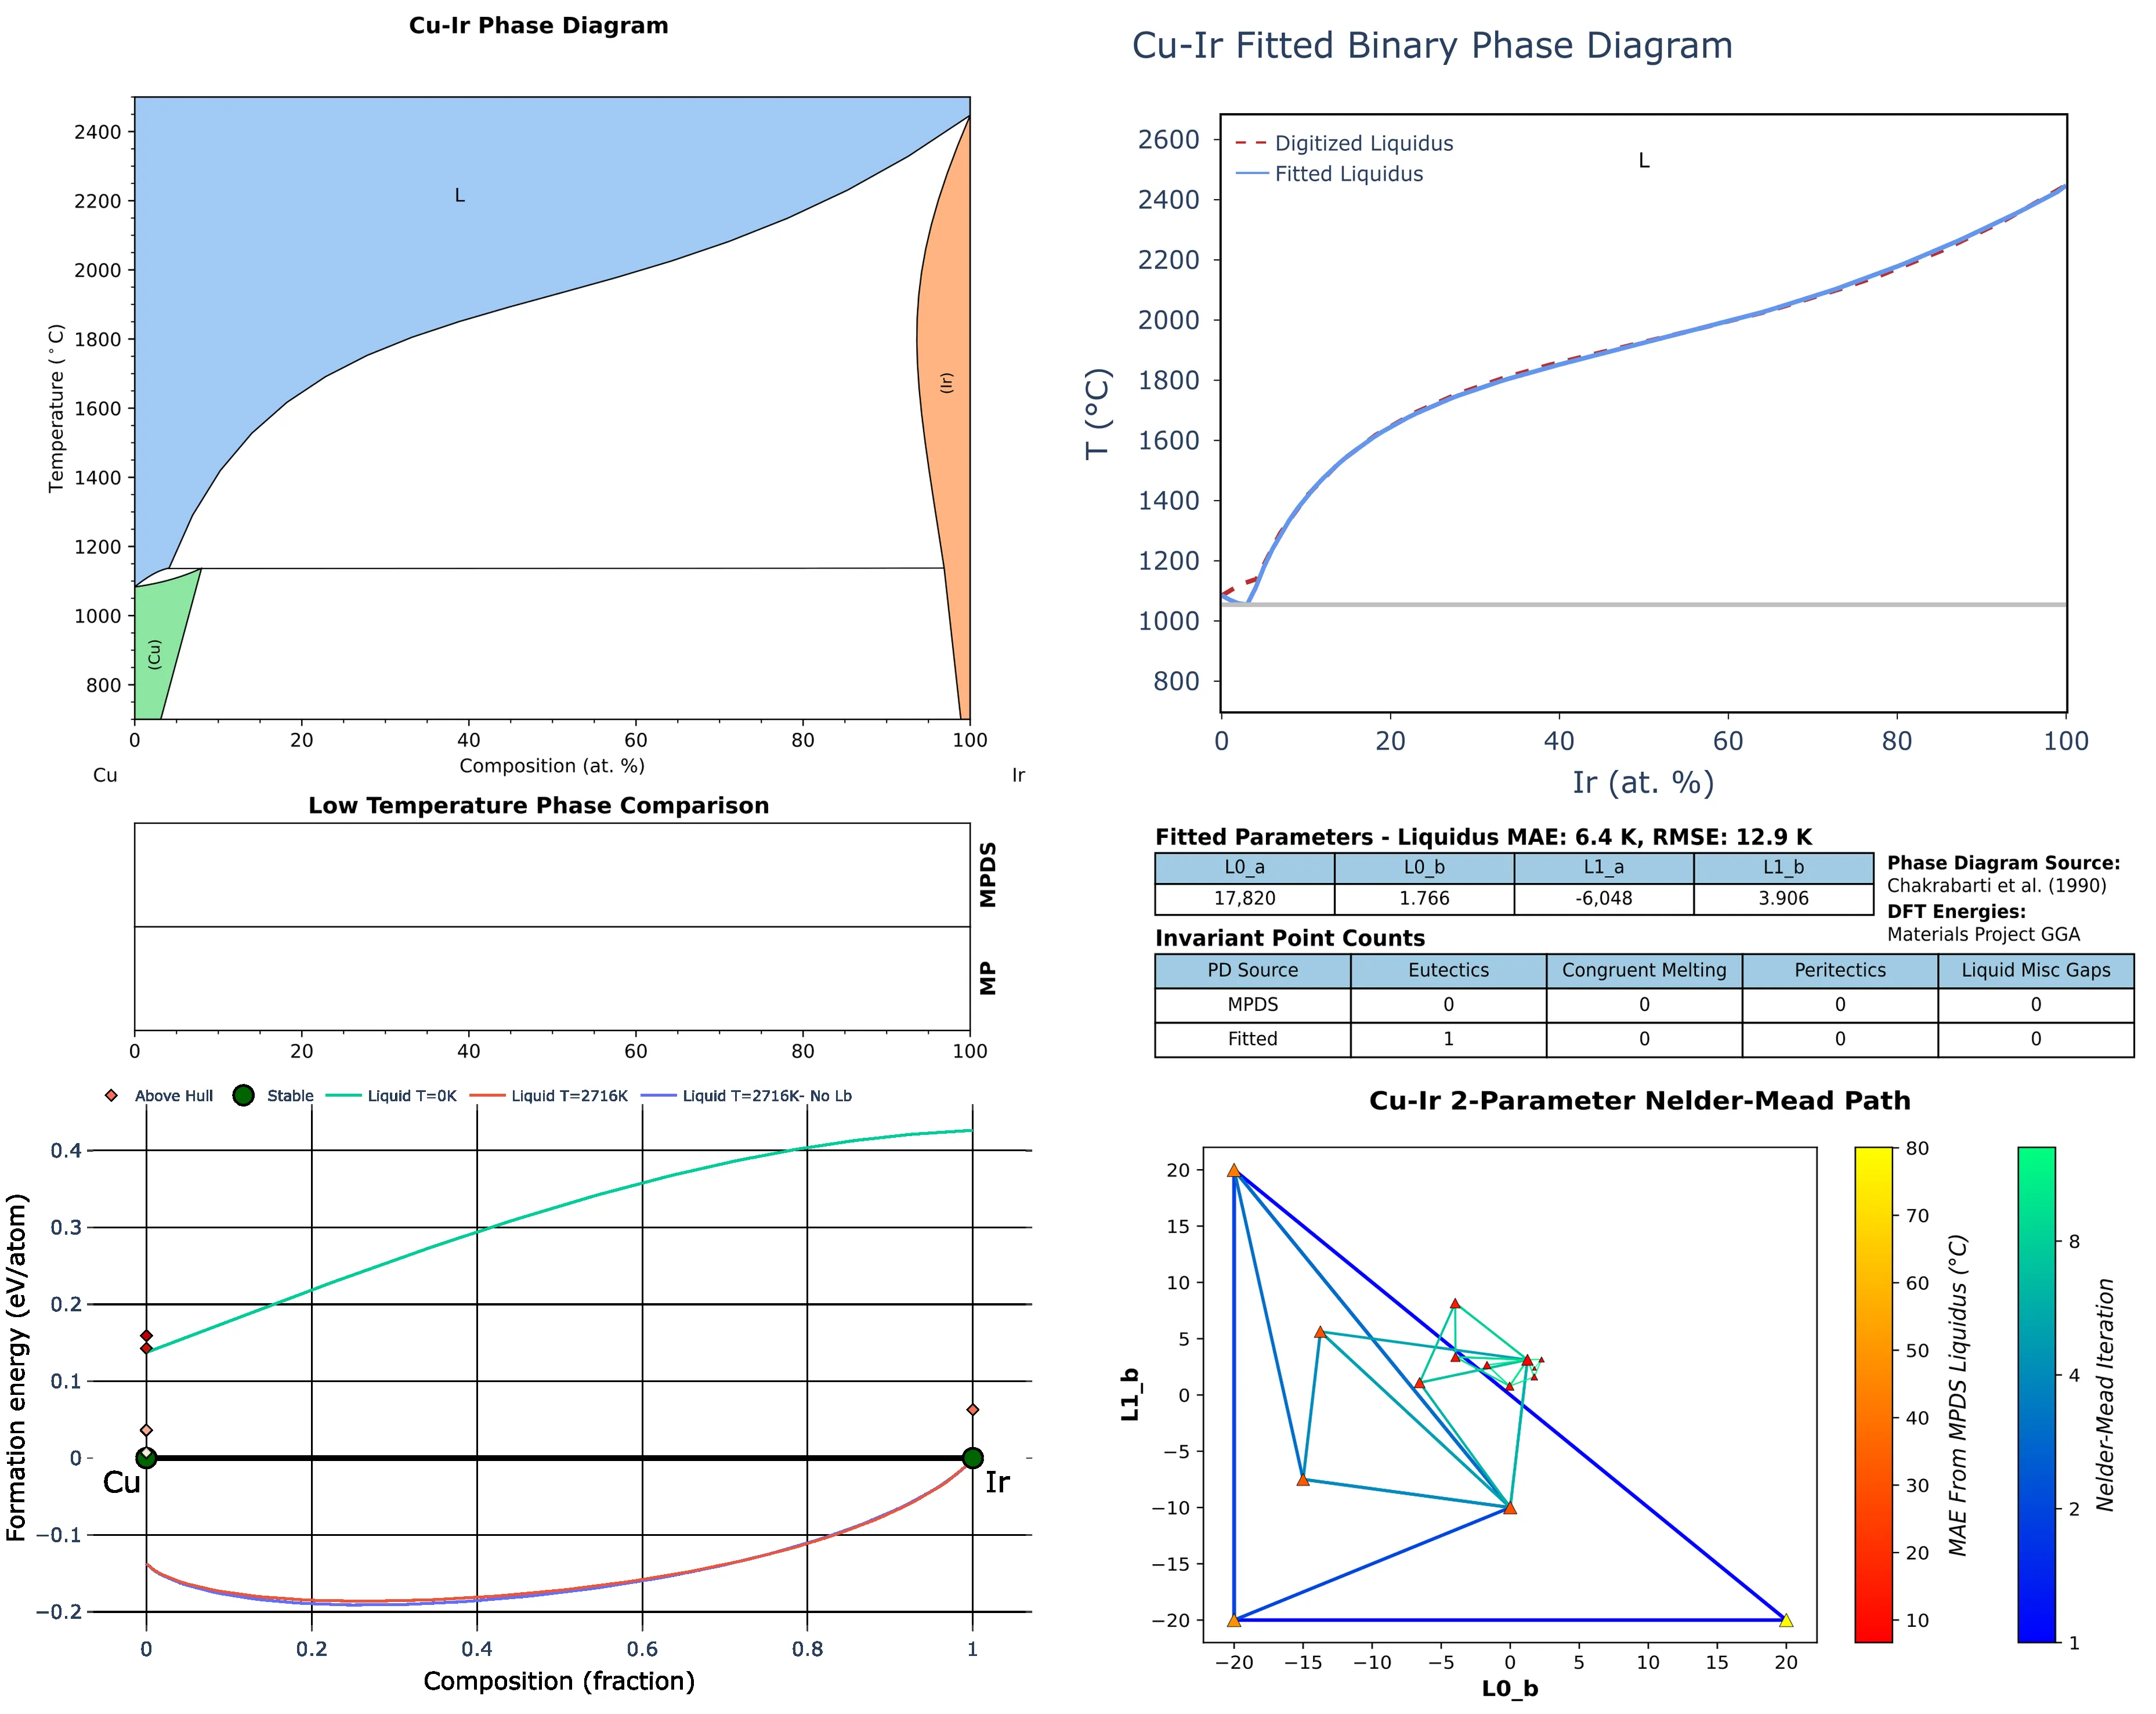 Cu-Ir Phase Diagram
2400
2200
2000
1800
1600
1400
1200
1000
800
Temperature (°C)
L
(Ir)
(Cu)
0 20 40 60 80 100
Composition (at. %)
Cu Ir
Cu-Ir Fitted Binary Phase Diagram
Digitized Liquidus
Fitted Liquidus
L
2600
2400
2200
2000
1800
1600
1400
1200
1000
800
T (°C)
0 20 40 60 80 100
Ir (at. %)
Low Temperature Phase Comparison
MPDS
MP
0 20 40 60 80 100
Fitted Parameters - Liquidus MAE: 6.4 K, RMSE: 12.9 K
L0_a L0_b L1_a L1_b
17,820 1.766 -6,048 3.906
Phase Diagram Source:
Chakrabarti et al. (1990)
DFT Energies:
Materials Project GGA
Invariant Point Counts
PD Source Eutectics Congruent Melting Peritectics Liquid Misc Gaps
MPDS 0 0 0 0
Fitted 1 0 0 0
Above Hull Stable Liquid T=0K Liquid T=2716K Liquid T=2716K- No Lb
0.4
0.3
0.2
0.1
0
−0.1
−0.2
Formation energy (eV/atom)
Cu Ir
0 0.2 0.4 0.6 0.8 1
Composition (fraction)
Cu-Ir 2-Parameter Nelder-Mead Path
20
15
10
5
0
−5
−10
−15
−20
L1_b
−20 −15 −10 −5 0 5 10 15 20
L0_b
80
70
60
50
40
30
20
10
MAE From MPDS Liquidus (°C)
8
4
2
1
Nelder-Mead Iteration